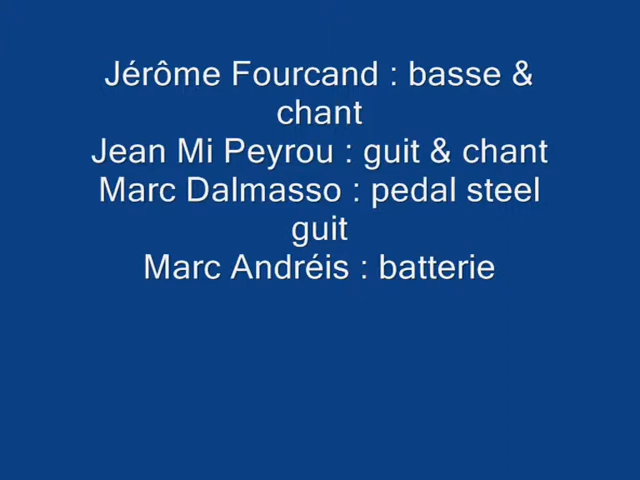 Jérôme Fourcand : basse &
chant
Jean Mi Peyrou : guit & chant
Marc Dalmasso : pedal steel
guit
Marc Andréis : batterie